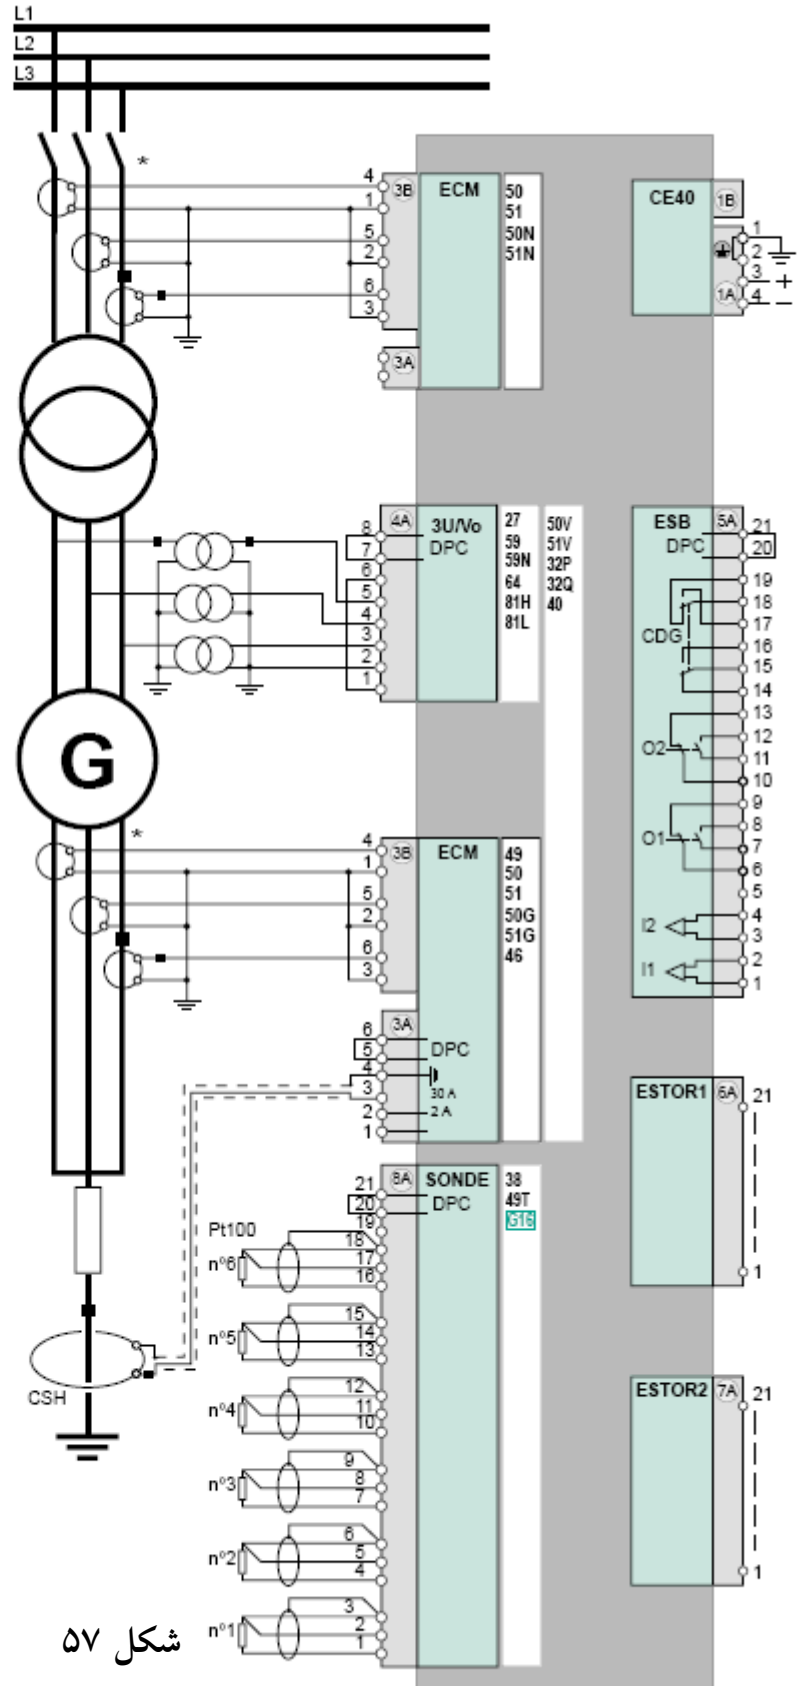 L1
L2
L3
*
4
1
5
2
6
3
3B
3A
ECM
50
51
50N
51N
CE40
1B
1A
1
2
3 +
4 −
8
7
6
5
4
3
2
1
4A
3U/Vo
DPC
27
59
59N
64
81H
81L
50V
51V
32P
32Q
40
ESB
DPC
5A
21
20
19
18
17
16
15
14
13
12
11
10
9
8
7
6
5
4
3
2
1
CDG
O2
O1
I2
I1
G
*
4
1
5
2
6
3
3B
ECM
49
50
51
50G
51G
46
6
5
4
3
2
1
3A
DPC
30 A
2 A
ESTOR1
6A
21
1
21
20
19
18
17
16
15
14
13
12
11
10
9
8
7
6
5
4
3
2
1
8A
SONDE
DPC
38
49T
G16
Pt100
n°6
n°5
n°4
n°3
n°2
n°1
CSH
ESTOR2
7A
21
1
شکل ۵۷